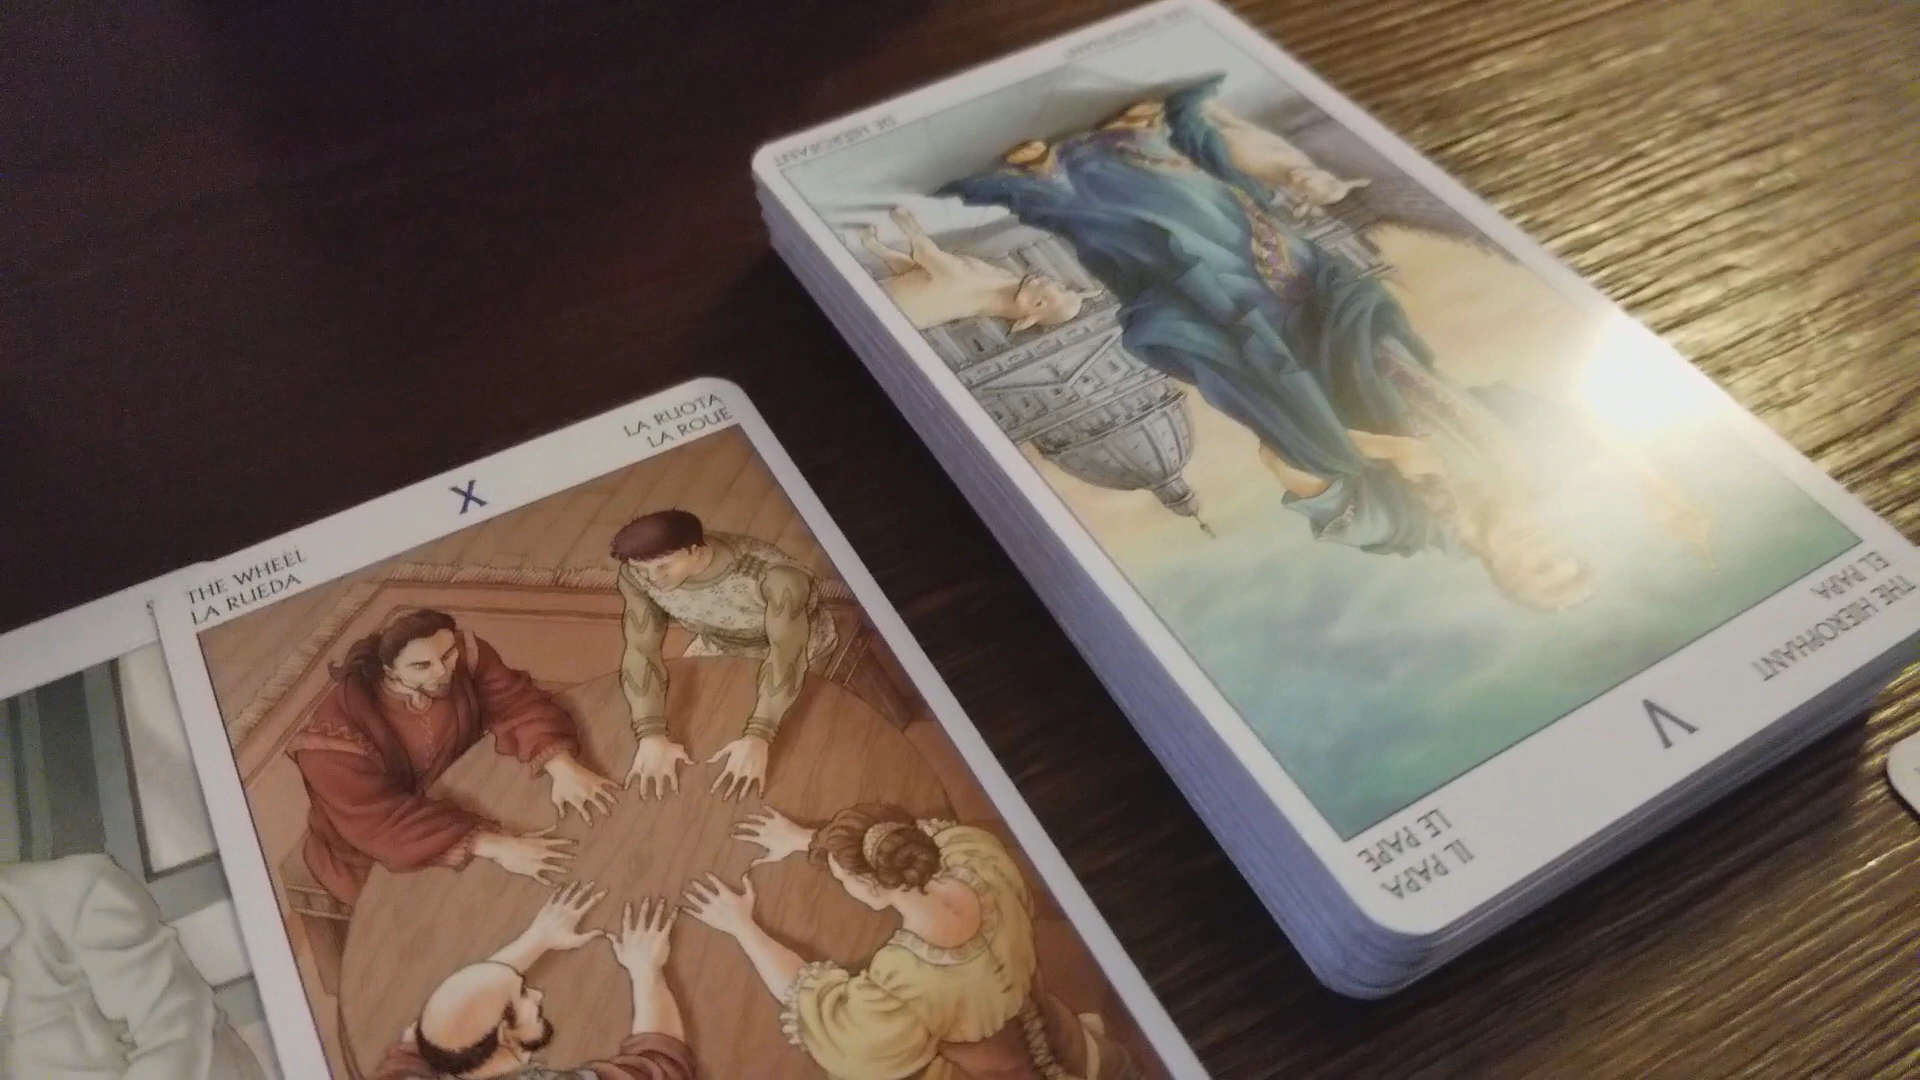 THE WHEEL
LA RUEDA
X
LA RUOTA
LA ROUE
THE HIEROPHANT
EL PAPA
V
IL PAPA
LE PAPE